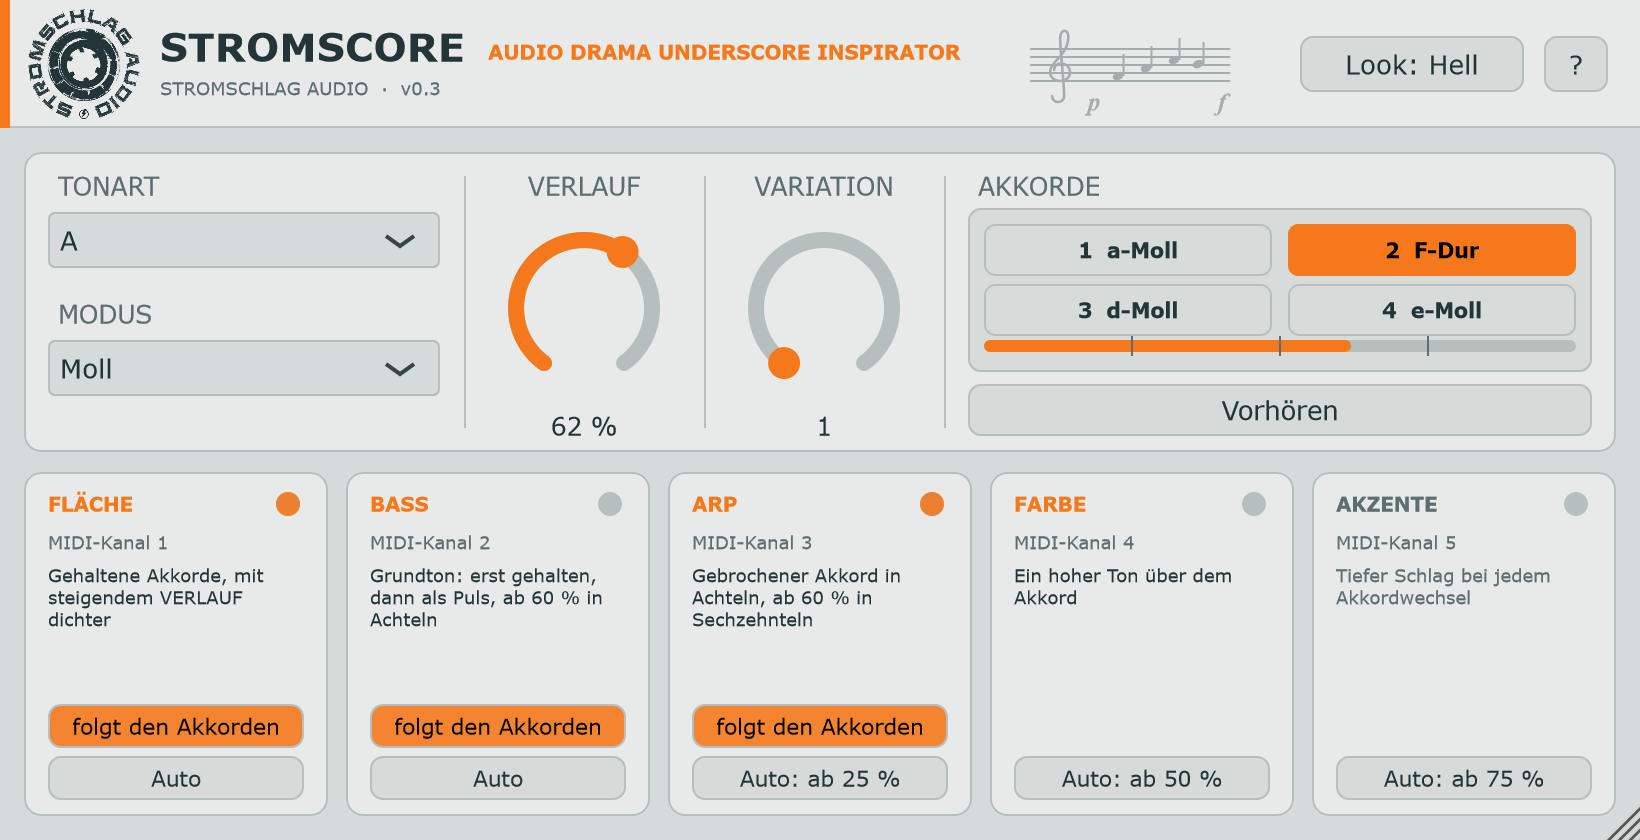 STROMSCHLAG AUDIO
STROMSCORE
AUDIO DRAMA UNDERSCORE INSPIRATOR
STROMSCHLAG AUDIO · v0.3
p
f
Look: Hell
?
TONART
A
MODUS
Moll
VERLAUF
62 %
VARIATION
1
AKKORDE
1 a-Moll
2 F-Dur
3 d-Moll
4 e-Moll
Vorhören
FLÄCHE
MIDI-Kanal 1
Gehaltene Akkorde, mit
steigendem VERLAUF
dichter
folgt den Akkorden
Auto
BASS
MIDI-Kanal 2
Grundton: erst gehalten,
dann als Puls, ab 60 % in
Achteln
folgt den Akkorden
Auto
ARP
MIDI-Kanal 3
Gebrochener Akkord in
Achteln, ab 60 % in
Sechzehnteln
folgt den Akkorden
Auto: ab 25 %
FARBE
MIDI-Kanal 4
Ein hoher Ton über dem
Akkord
Auto: ab 50 %
AKZENTE
MIDI-Kanal 5
Tiefer Schlag bei jedem
Akkordwechsel
Auto: ab 75 %